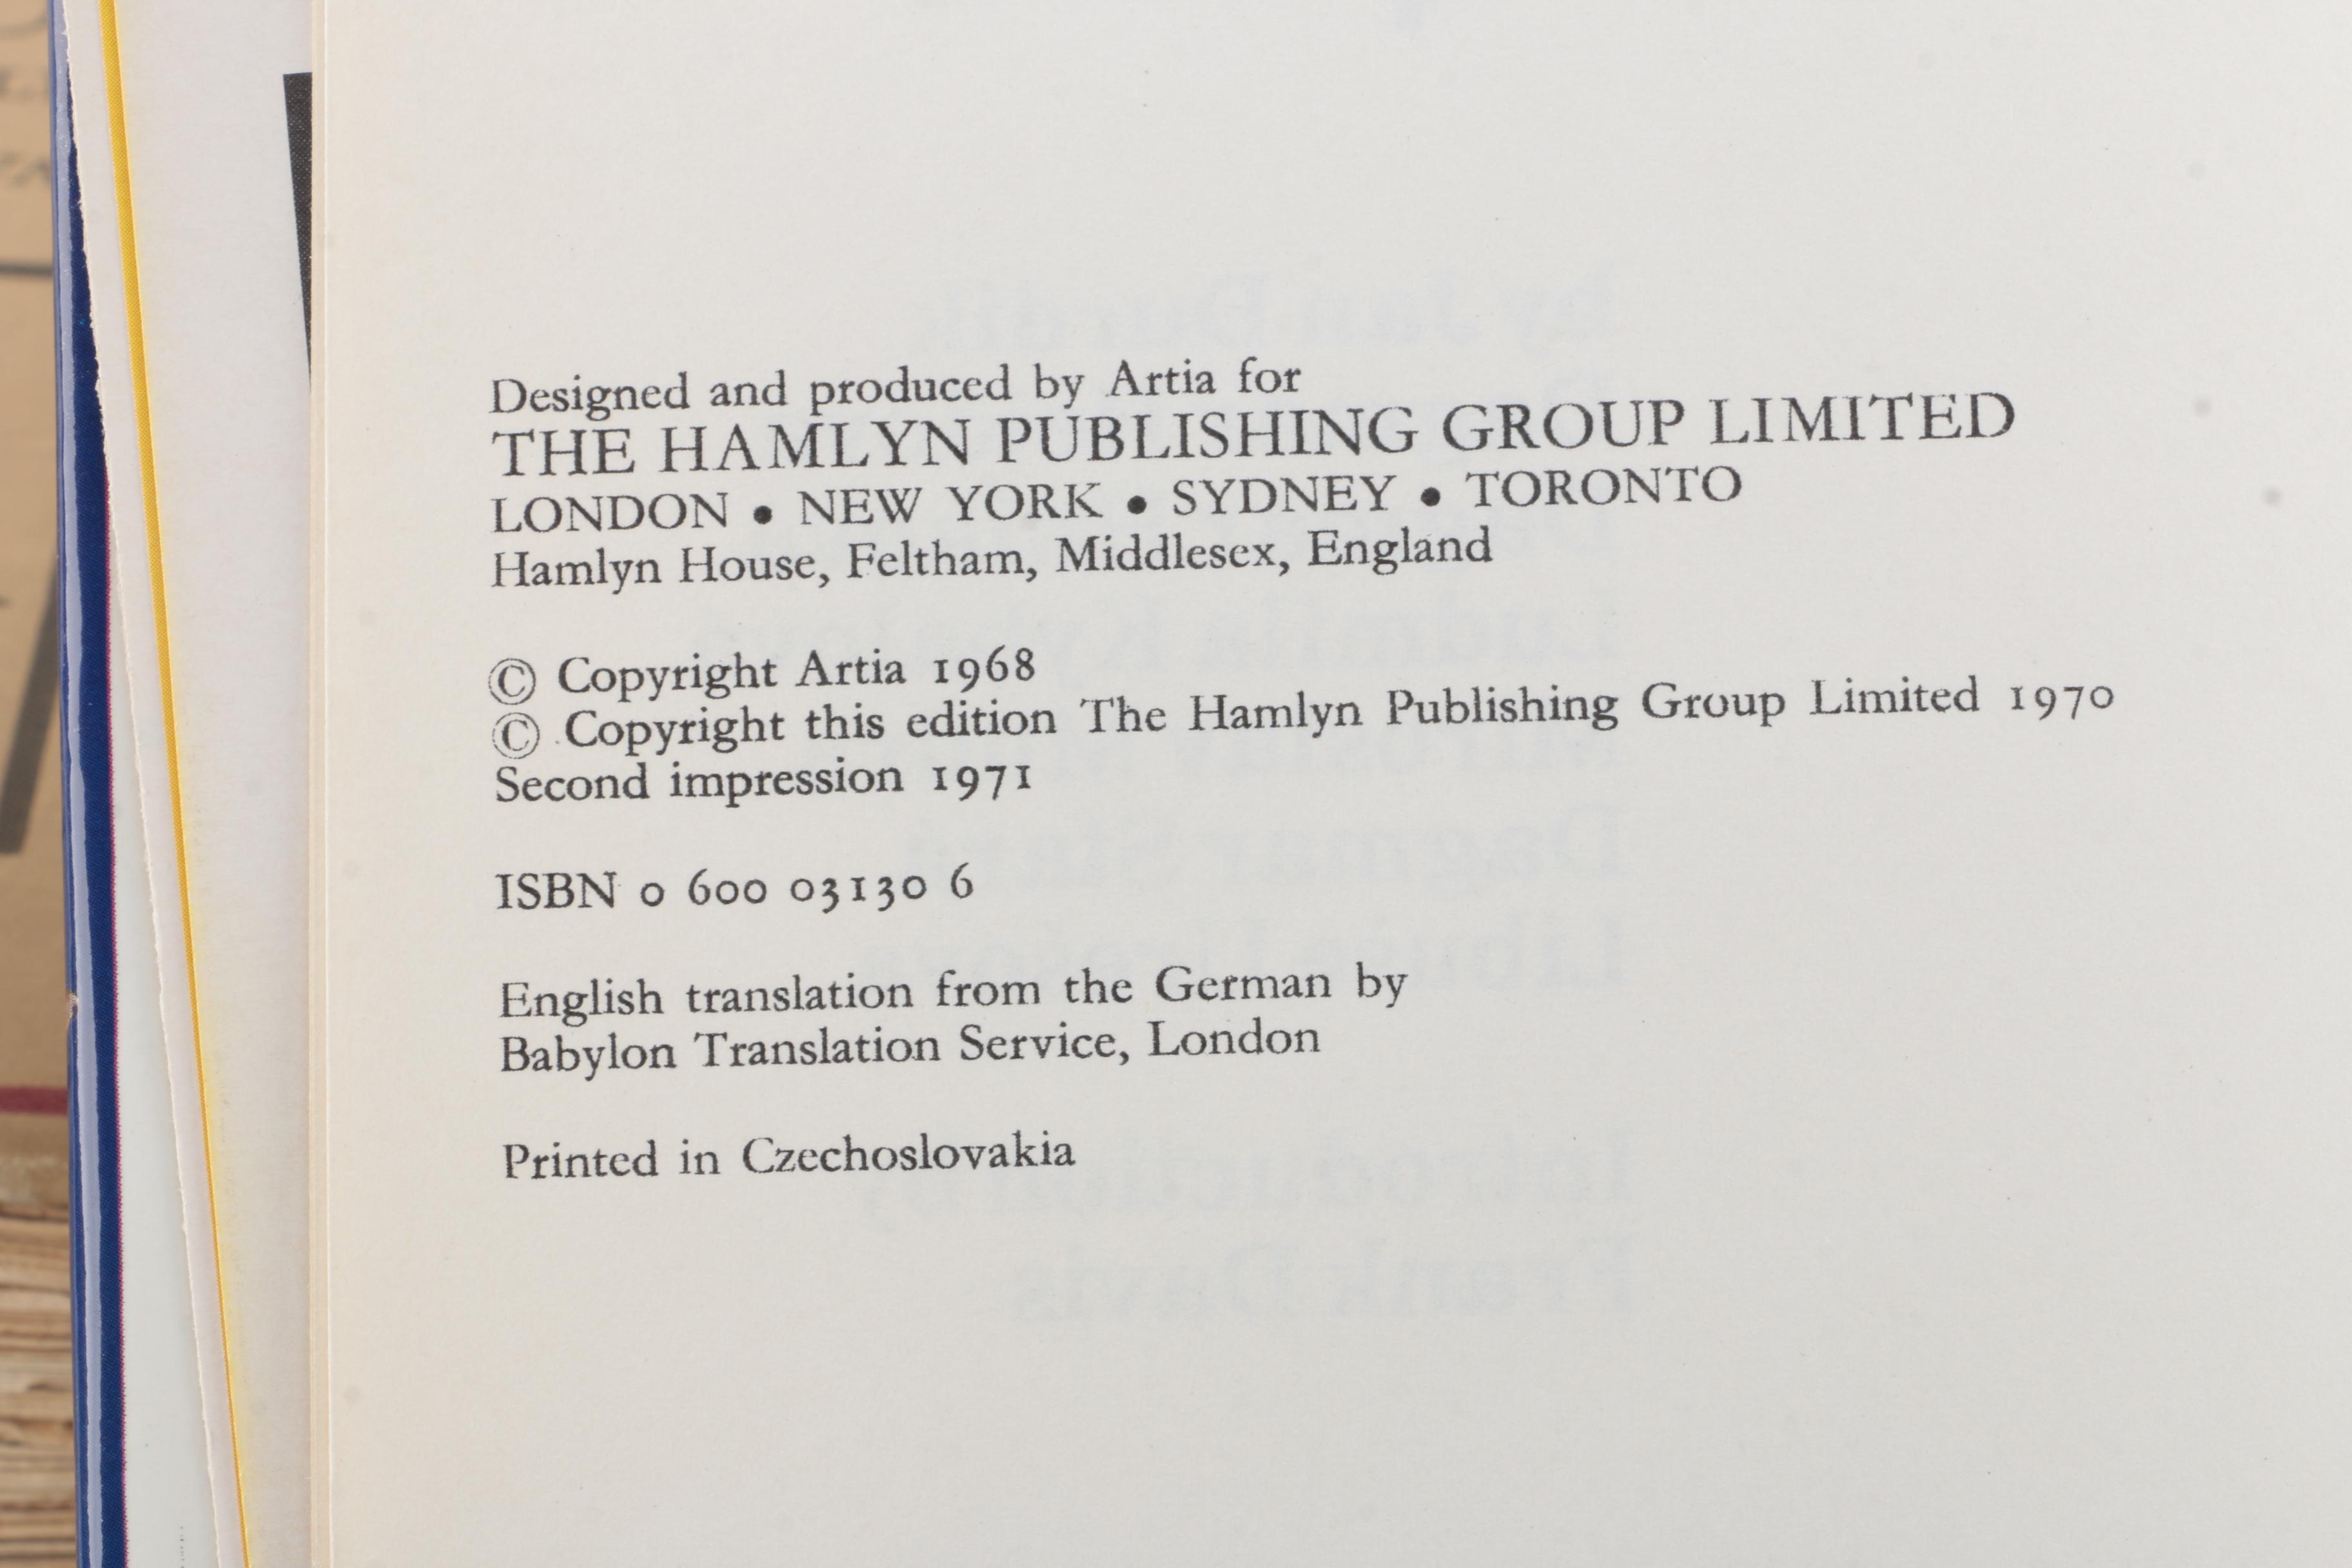 Designed and produced by Artia for
THE HAMLYN PUBLISHING GROUP LIMITED
LONDON • NEW YORK • SYDNEY • TORONTO
Hamlyn House, Feltham, Middlesex, England
© Copyright Artia 1968
© Copyright this edition The Hamlyn Publishing Group Limited 1970
Second impression 1971
ISBN 0 600 03130 6
English translation from the German by
Babylon Translation Service, London
Printed in Czechoslovakia